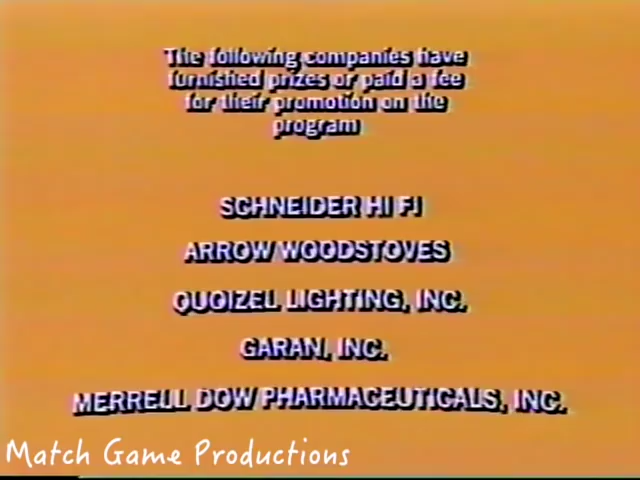 The following companies have
furnished prizes or paid a fee
for their promotion on the
program
SCHNEIDER HI FI
ARROW WOODSTOVES
QUOIZEL LIGHTING, INC.
GARAN, INC.
MERRELL DOW PHARMACEUTICALS, INC.
Match Game Productions